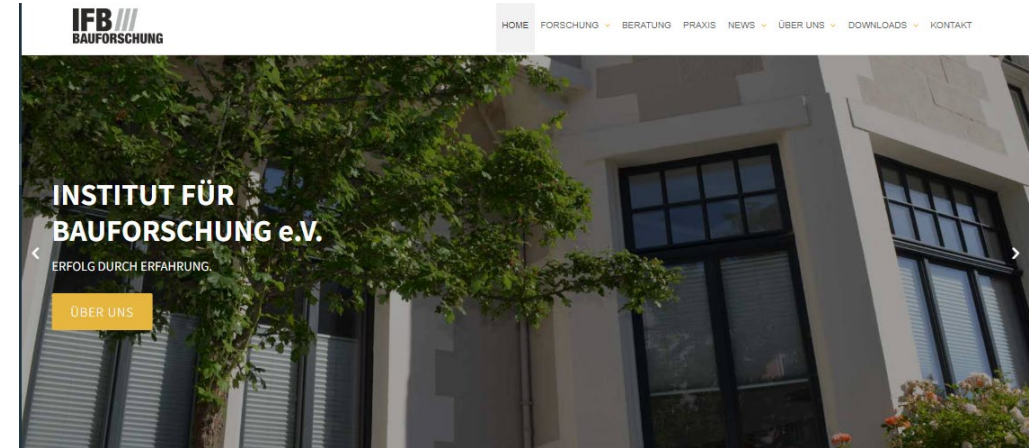 IFB
BAUFORSCHUNG
HOME FORSCHUNG BERATUNG PRAXIS NEWS ÜBER UNS DOWNLOADS KONTAKT
INSTITUT FÜR
BAUFORSCHUNG e.V.
ERFOLG DURCH ERFAHRUNG.
ÜBER UNS